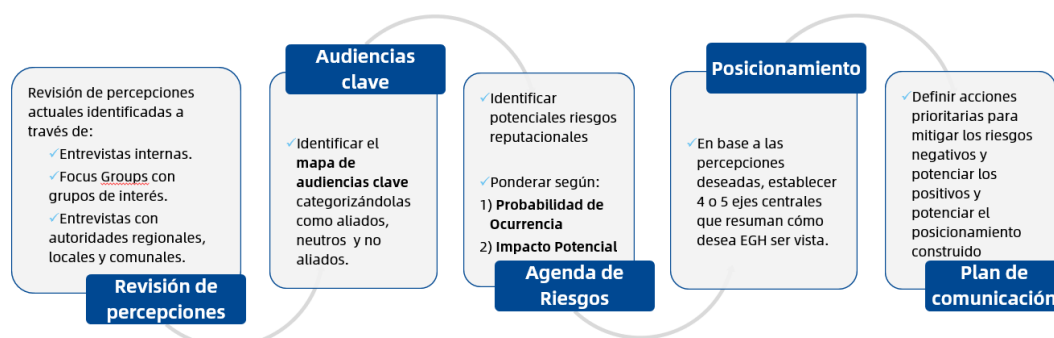 Revisión de percepciones
actuales identificadas a
través de:
✓Entrevistas internas.
✓Focus Groups con
grupos de interés.
✓Entrevistas con
autoridades regionales,
locales y comunales.
Revisión de
percepciones
Audiencias
clave
✓Identificar el
mapa de
audiencias clave
categorizándolas
como aliados,
neutros y no
aliados.
✓Identificar
potenciales riesgos
reputacionales
✓Ponderar según:
1) Probabilidad de
Ocurrencia
2) Impacto Potencial
Agenda de
Riesgos
Posicionamiento
✓En base a las
percepciones
deseadas, establecer
4 o 5 ejes centrales
que resuman cómo
desea EGH ser vista.
✓Definir acciones
prioritarias para
mitigar los riesgos
negativos y
potenciar los
positivos y
potenciar el
posicionamiento
construido
Plan de
comunicación